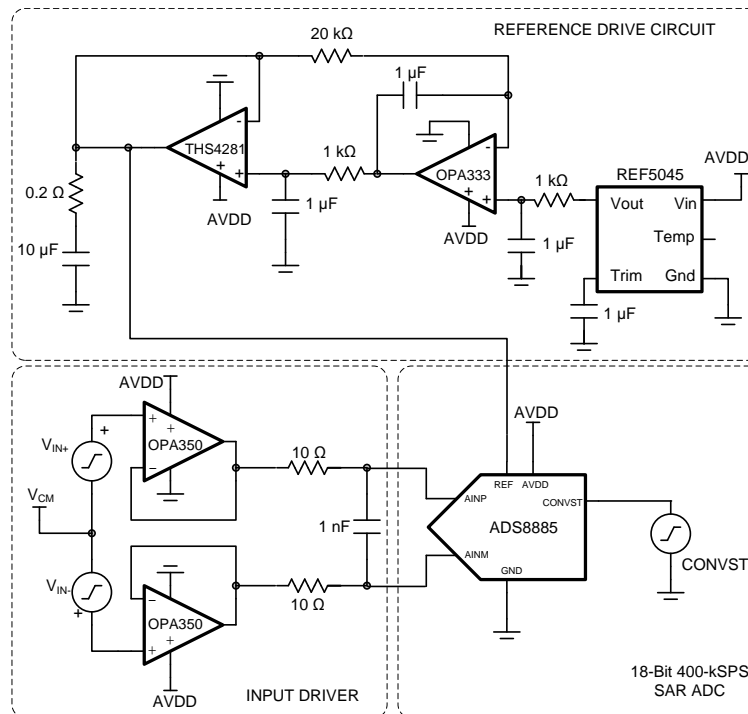 REFERENCE DRIVE CIRCUIT
20 kΩ
1 µF
-
THS4281
+
+
AVDD
1 kΩ
1 µF
-
OPA333
+
+
AVDD
1 kΩ
1 µF
REF5045
AVDD
Vout
Vin
Temp
Trim
Gnd
1 µF
0.2 Ω
10 µF
AVDD
+
VIN+
+
+
OPA350
−
10 Ω
VCM
1 nF
VIN-
+
−
OPA350
+
+
10 Ω
AVDD
INPUT DRIVER
AVDD
REF
AVDD
AINP
CONVST
ADS8885
AINM
GND
CONVST
18-Bit 400-kSPS
SAR ADC